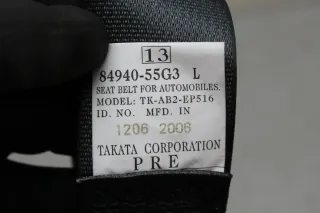 13
84940-55G3 L
SEAT BELT FOR AUTOMOBILES.
MODEL: TK-AB2-EP516
ID. NO. MFD. IN
1206 2006
TAKATA CORPORATION
PRE